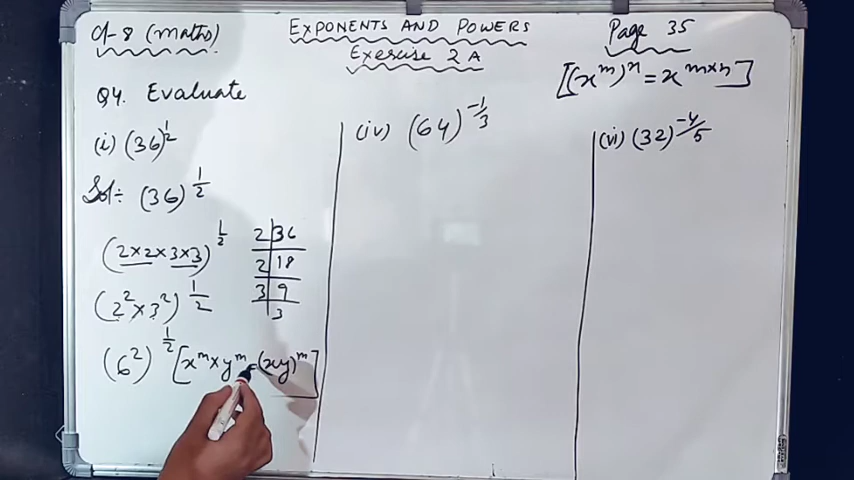 Cl-8 (Maths)
EXPONENTS AND POWERS
Exercise 2A
Page 35
[(x^m)^n = x^{m×n}]
Q4. Evaluate
(i) (36)^{1/2}
Sol÷ (36)^{1/2}
(2×2×3×3)^{1/2}
2|36
2|18
3|9
3
(2²×3²)^{1/2}
(6²)^{1/2} [x^m×y^m=(xy)^m]
(iv) (64)^{-1/3}
(vi) (32)^{-4/5}